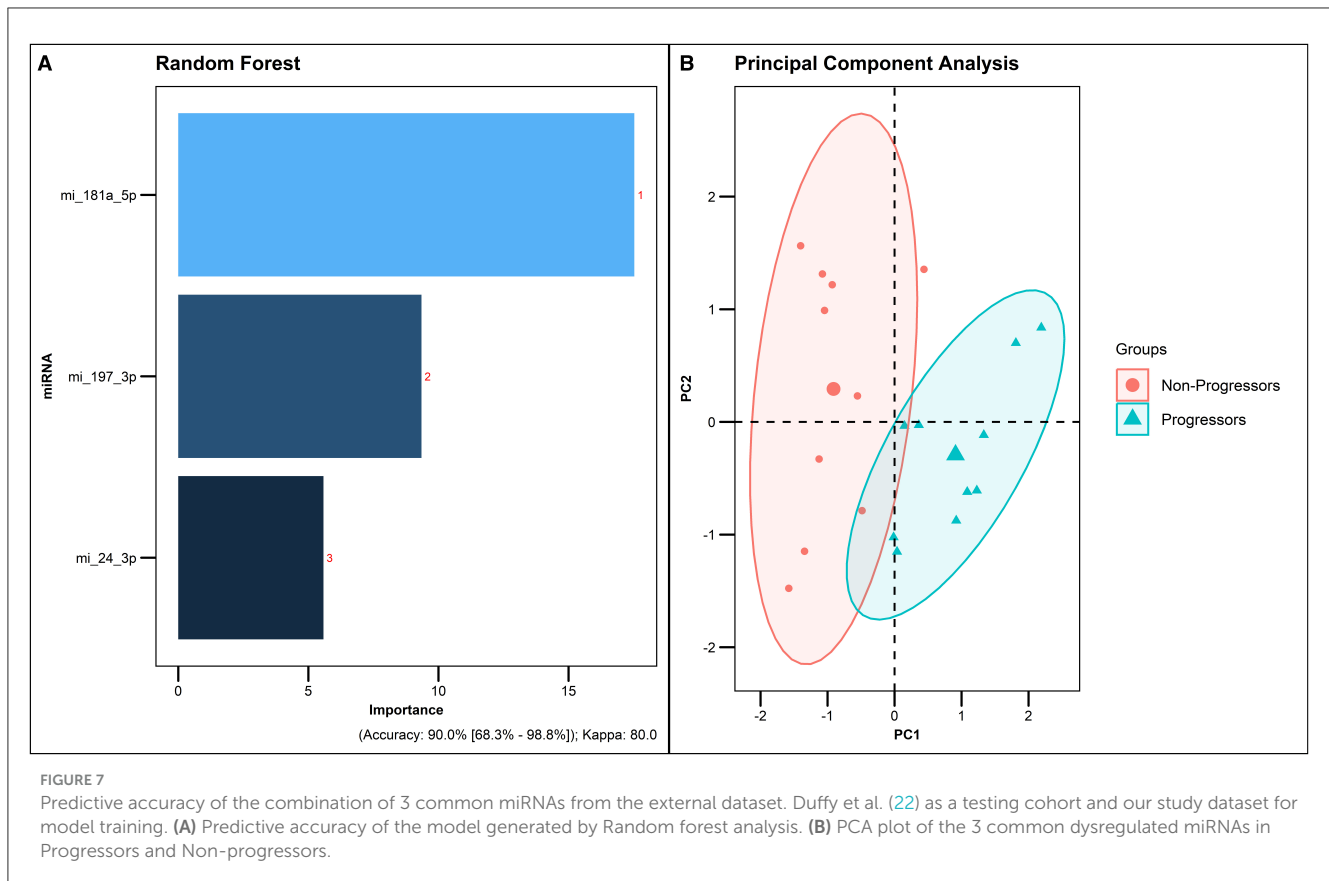 A
Random Forest
miRNA
mi_181a_5p
1
mi_197_3p
2
mi_24_3p
3
0
5
10
15
Importance
(Accuracy: 90.0% [68.3% - 98.8%]); Kappa: 80.0
B
Principal Component Analysis
PC2
2
1
0
-1
-2
-2
-1
0
1
2
PC1
Groups
Non-Progressors
Progressors
FIGURE 7
Predictive accuracy of the combination of 3 common miRNAs from the external dataset. Duffy et al. (22) as a testing cohort and our study dataset for
model training. (A) Predictive accuracy of the model generated by Random forest analysis. (B) PCA plot of the 3 common dysregulated miRNAs in
Progressors and Non-progressors.